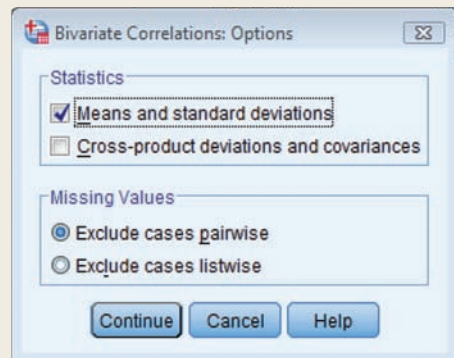 Bivariate Correlations: Options
Statistics
Means and standard deviations
Cross-product deviations and covariances
Missing Values
Exclude cases pairwise
Exclude cases listwise
Continue Cancel Help